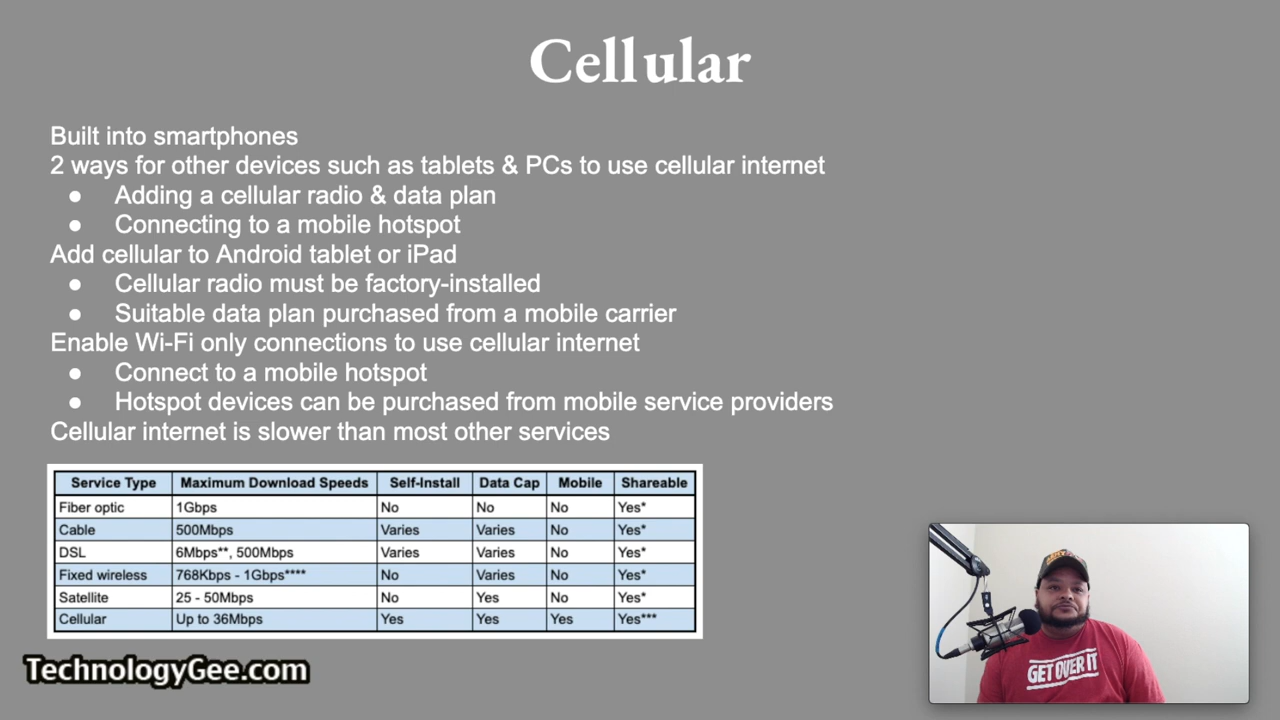 Cellular
Built into smartphones
2 ways for other devices such as tablets & PCs to use cellular internet
● Adding a cellular radio & data plan
● Connecting to a mobile hotspot
Add cellular to Android tablet or iPad
● Cellular radio must be factory-installed
● Suitable data plan purchased from a mobile carrier
Enable Wi-Fi only connections to use cellular internet
● Connect to a mobile hotspot
● Hotspot devices can be purchased from mobile service providers
Cellular internet is slower than most other services
Service Type Maximum Download Speeds Self-Install Data Cap Mobile Shareable
Fiber optic 1Gbps No No No Yes*
Cable 500Mbps Varies Varies No Yes*
DSL 6Mbps**, 500Mbps Varies Varies No Yes*
Fixed wireless 768Kbps - 1Gbps**** No Varies No Yes*
Satellite 25 - 50Mbps No Yes No Yes*
Cellular Up to 36Mbps Yes Yes Yes Yes***
GET OVER IT
TechnologyGee.com